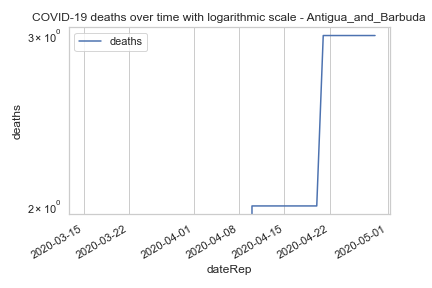 COVID-19 deaths over time with logarithmic scale - Antigua_and_Barbuda
3 × 10⁰
deaths
deaths
2 × 10⁰
2020-03-15
2020-03-22
2020-04-01
2020-04-08
2020-04-15
2020-04-22
2020-05-01
dateRep